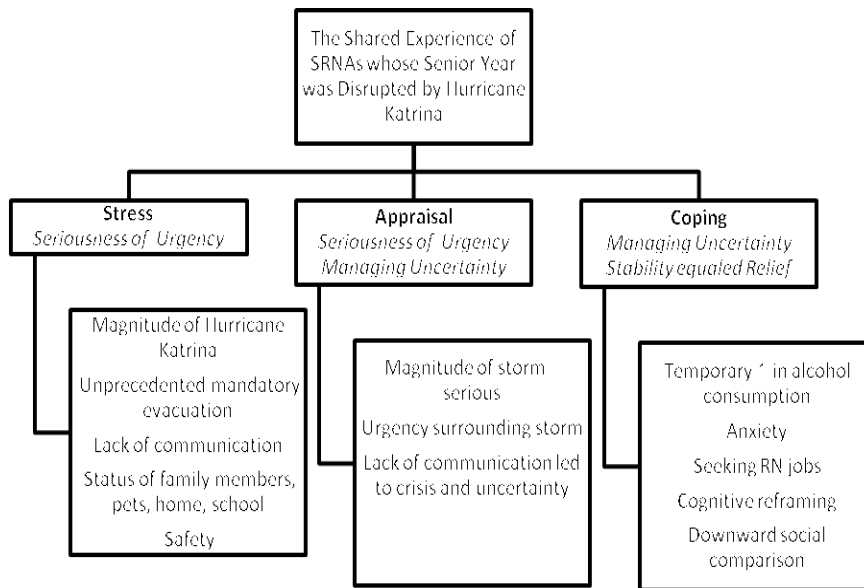 The Shared Experience of
SRNAs whose Senior Year
was Disrupted by Hurricane
Katrina
Stress
Seriousness of Urgency
Appraisal
Seriousness of Urgency
Managing Uncertainty
Coping
Managing Uncertainty
Stability equaled Relief
Magnitude of Hurricane
Katrina
Unprecedented mandatory
evacuation
Lack of communication
Status of family members,
pets, home, school
Safety
Magnitude of storm
serious
Urgency surrounding storm
Lack of communication led
to crisis and uncertainty
Temporary ˆ in alcohol
consumption
Anxiety
Seeking RN jobs
Cognitive reframing
Downward social
comparison